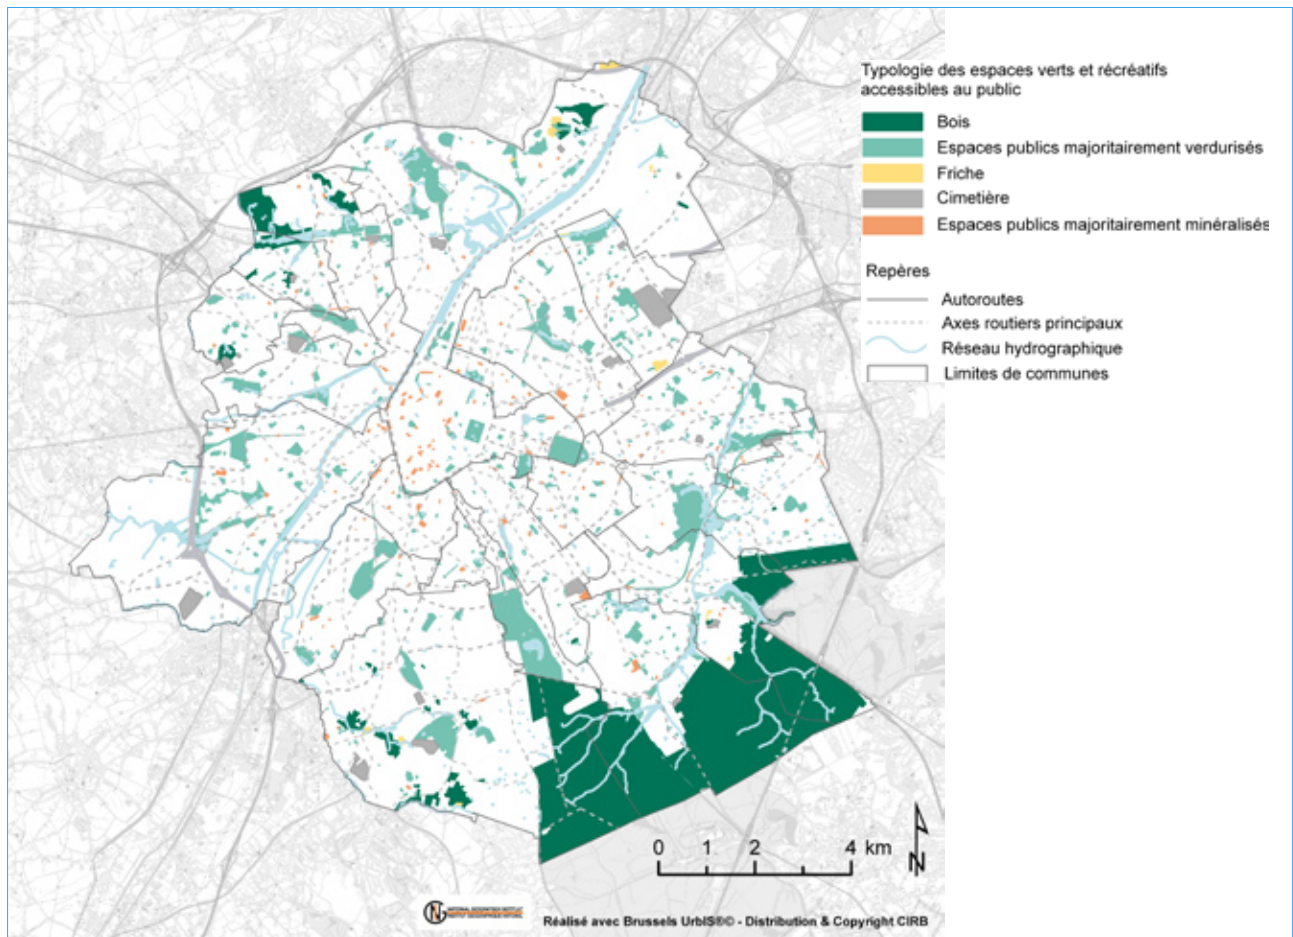 Typologie des espaces verts et récréatifs
accessibles au public
Bois
Espaces publics majoritairement verdurisés
Friche
Cimetière
Espaces publics majoritairement minéralisés
Repères
Autoroutes
Axes routiers principaux
Réseau hydrographique
Limites de communes
0 1 2 4 km
N
Réalisé avec Brussels UrbIS®© - Distribution & Copyright CIRB